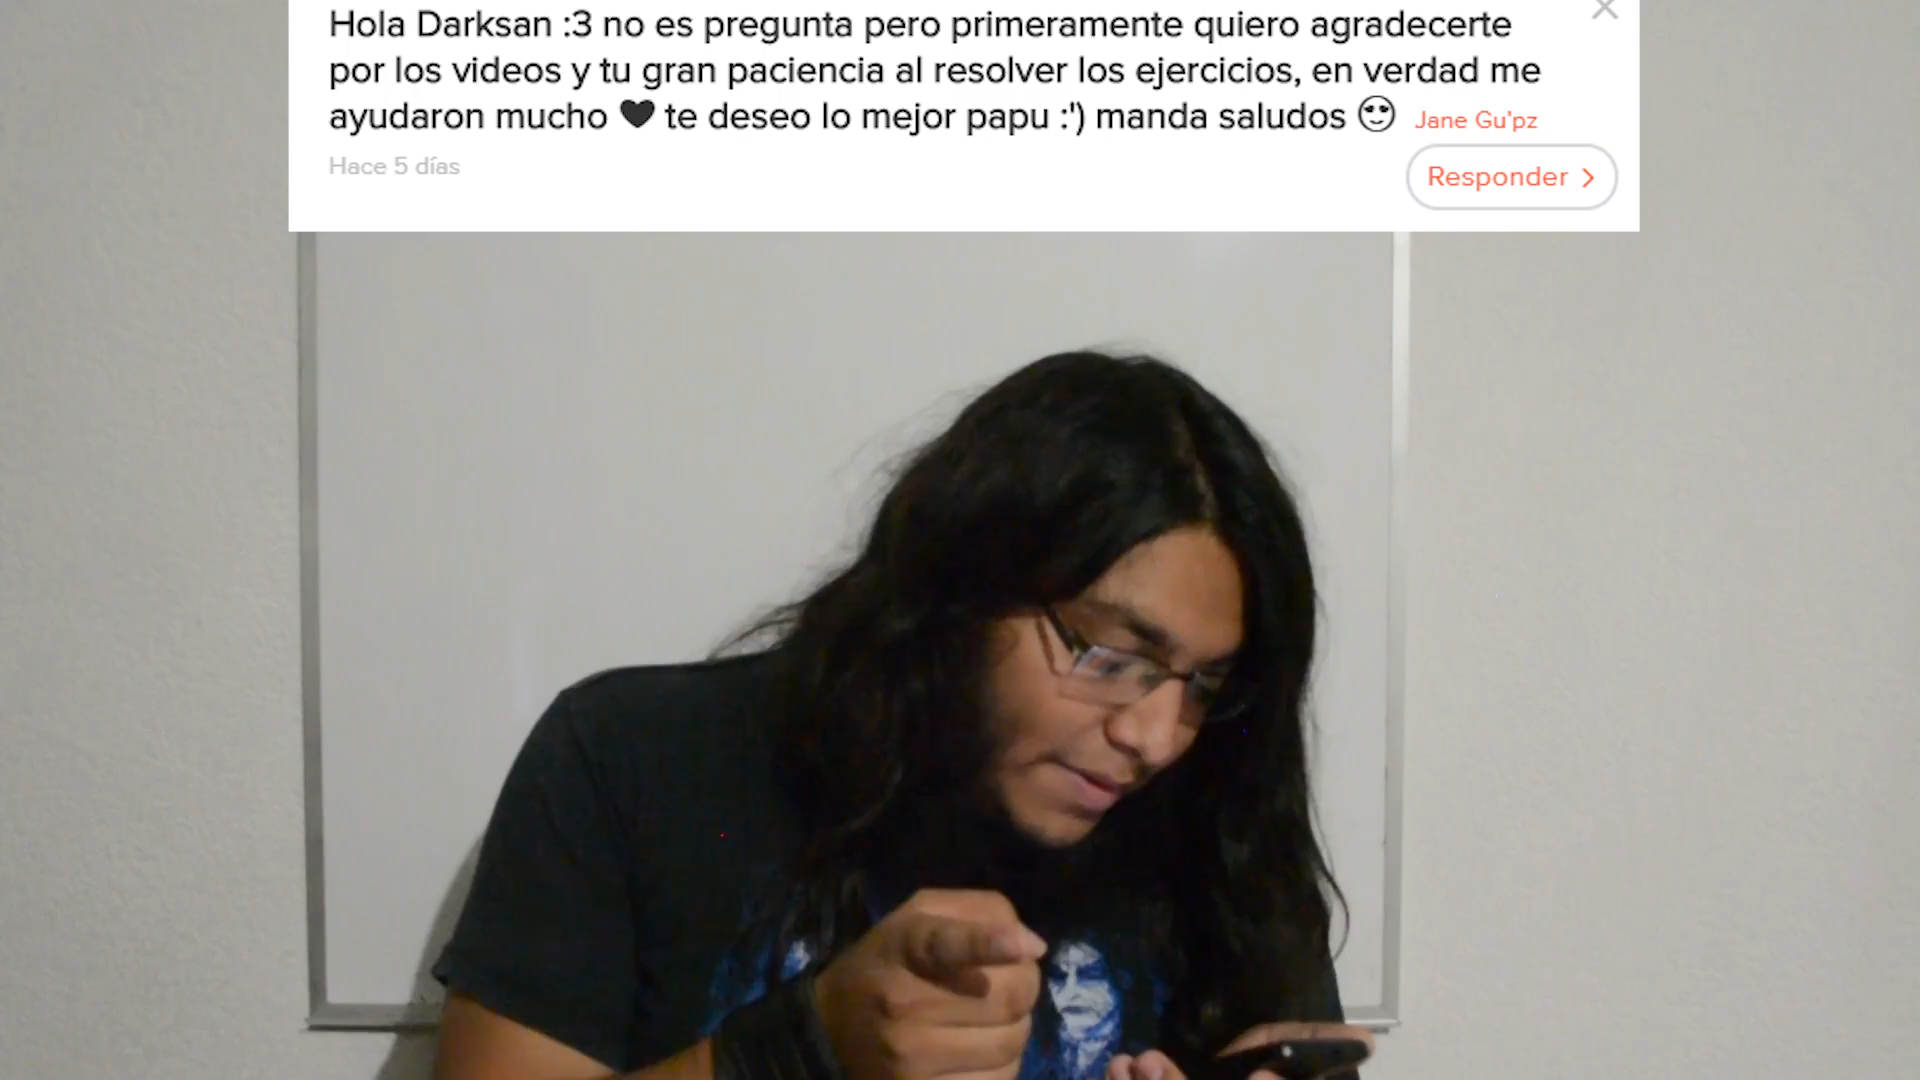 Hola Darksan :3 no es pregunta pero primeramente quiero agradecerte
por los videos y tu gran paciencia al resolver los ejercicios, en verdad me
ayudaron mucho 🖤 te deseo lo mejor papu :') manda saludos 😍 Jane Gu'pz
Hace 5 días
Responder >